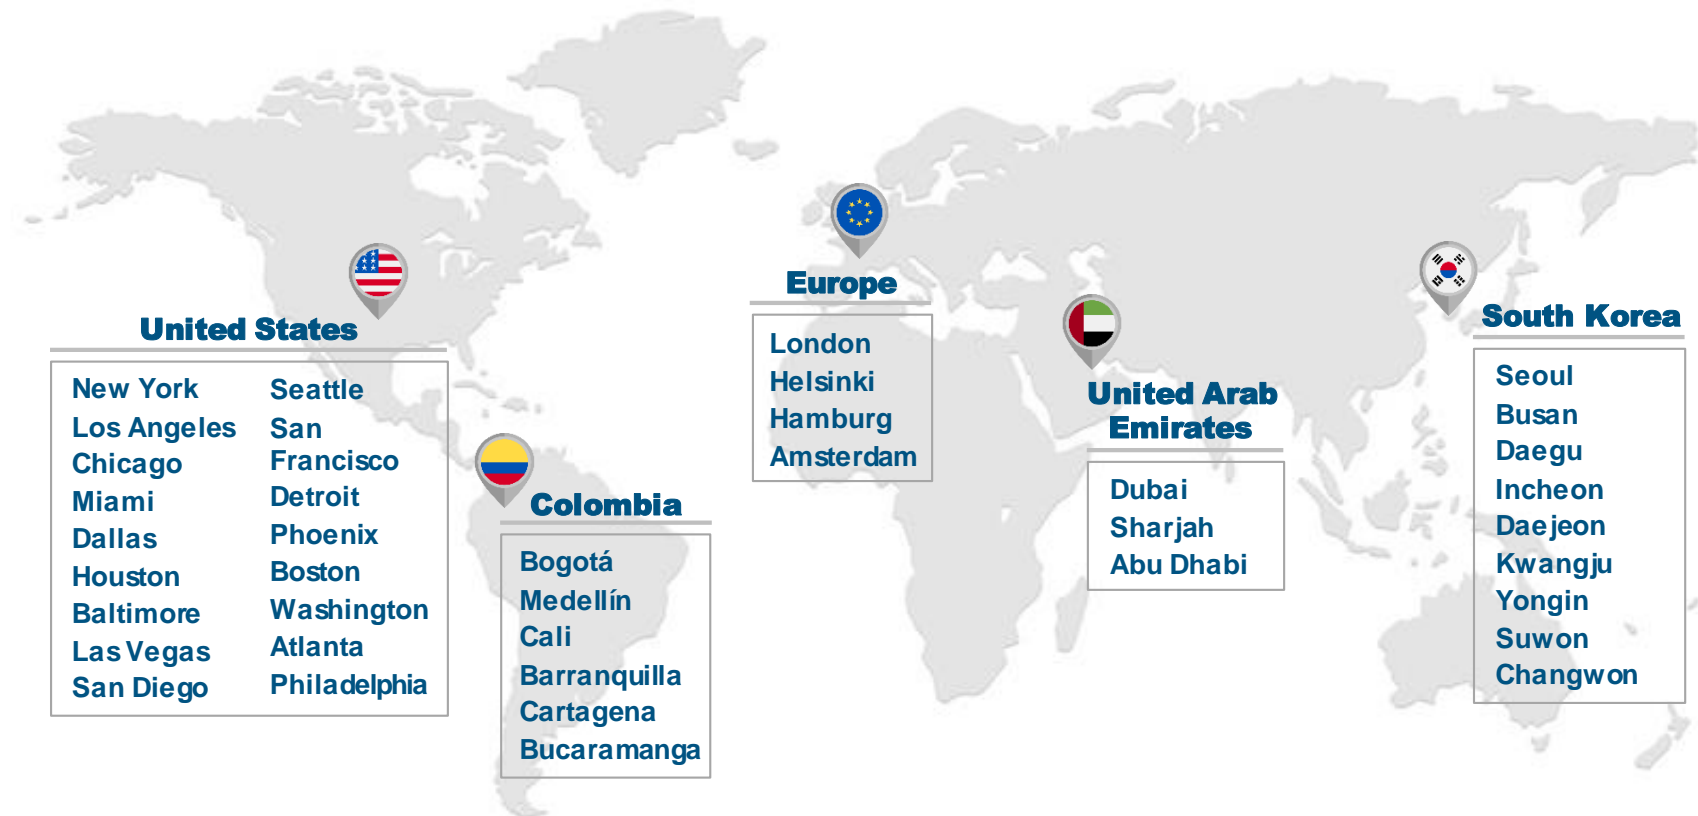 United States
New York
Los Angeles
Chicago
Miami
Dallas
Houston
Baltimore
Las Vegas
San Diego
Seattle
San
Francisco
Detroit
Phoenix
Boston
Washington
Atlanta
Philadelphia
Colombia
Bogotá
Medellín
Cali
Barranquilla
Cartagena
Bucaramanga
Europe
London
Helsinki
Hamburg
Amsterdam
United Arab
Emirates
Dubai
Sharjah
Abu Dhabi
South Korea
Seoul
Busan
Daegu
Incheon
Daejeon
Kwangju
Yongin
Suwon
Changwon